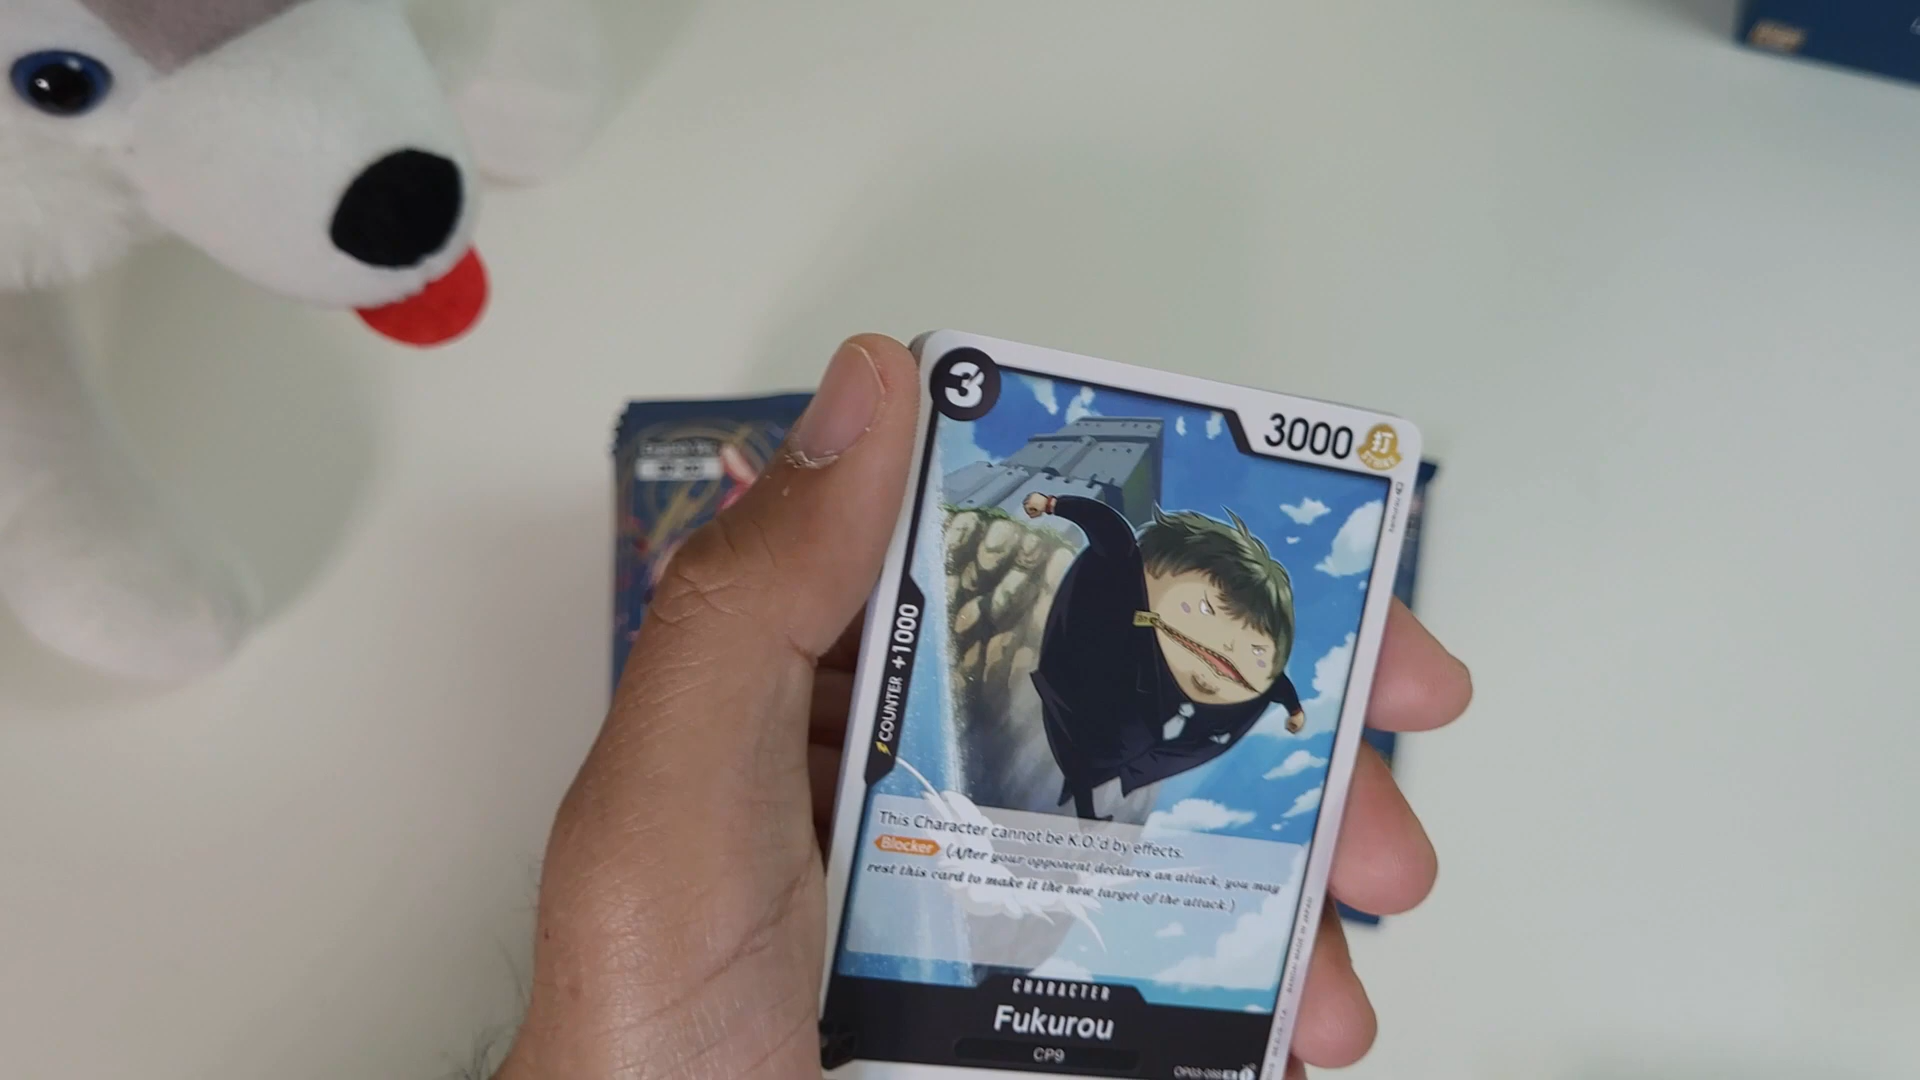 3
3000
打
STRIKE
COUNTER +1000
This Character cannot be K.O.'d by effects.
Blocker (After your opponent declares an attack, you may
rest this card to make it the new target of the attack.)
CHARACTER
Fukurou
CP9